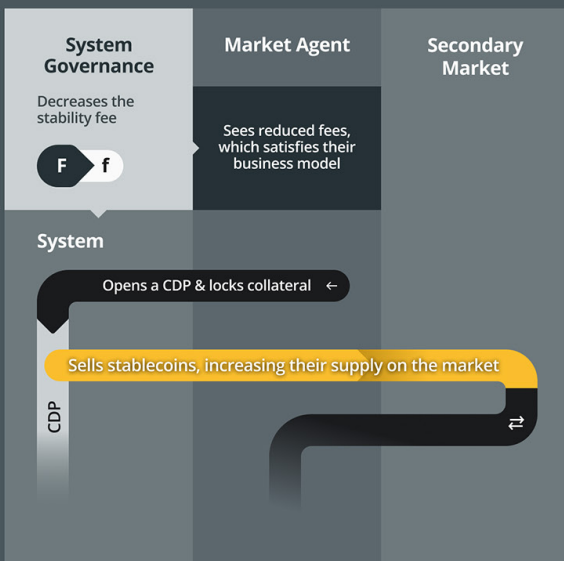 System
Governance
Decreases the
stability fee
F f
Market Agent
Sees reduced fees,
which satisfies their
business model
Secondary
Market
System
Opens a CDP & locks collateral ←
Sells stablecoins, increasing their supply on the market
CDP
⇄